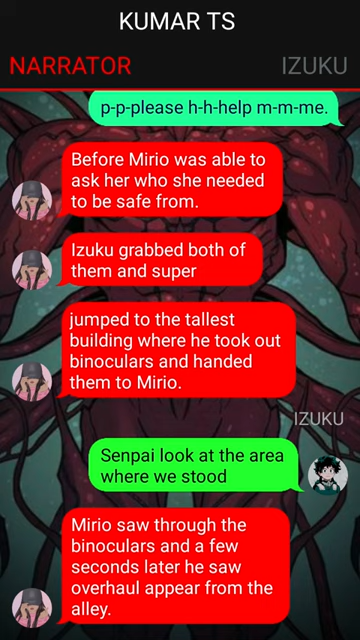 KUMAR TS
NARRATOR
IZUKU
p-p-please h-h-help m-m-me.
Before Mirio was able to
ask her who she needed
to be safe from.
Izuku grabbed both of
them and super
jumped to the tallest
building where he took out
binoculars and handed
them to Mirio.
IZUKU
Senpai look at the area
where we stood
Mirio saw through the
binoculars and a few
seconds later he saw
overhaul appear from the
alley.